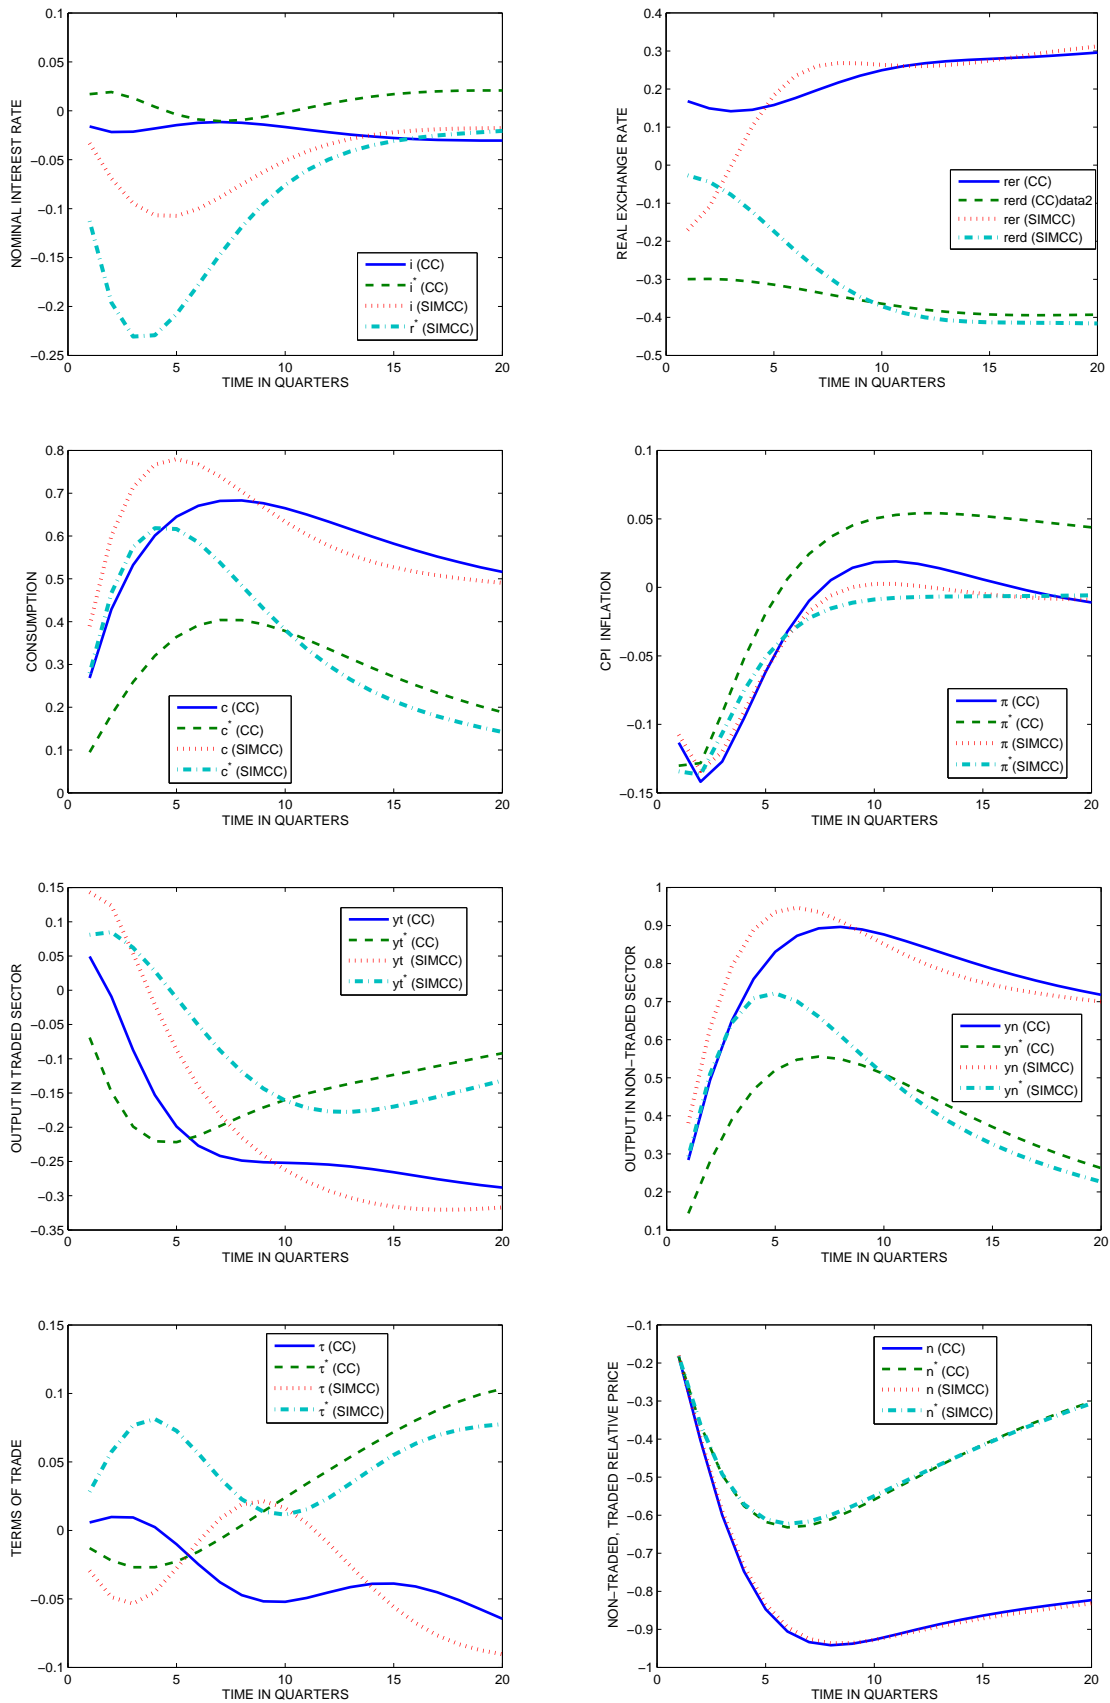 0.1
0.05
0
−0.05
−0.1
−0.15
−0.2
−0.25
0 5 10 15 20
TIME IN QUARTERS
NOMINAL INTEREST RATE
i (CC)
i* (CC)
i (SIMCC)
r* (SIMCC)
0.4
0.3
0.2
0.1
0
−0.1
−0.2
−0.3
−0.4
−0.5
0 5 10 15 20
TIME IN QUARTERS
REAL EXCHANGE RATE
rer (CC)
rerd (CC)data2
rer (SIMCC)
rerd (SIMCC)
0.8
0.7
0.6
0.5
0.4
0.3
0.2
0.1
0
0 5 10 15 20
TIME IN QUARTERS
CONSUMPTION
c (CC)
c* (CC)
c (SIMCC)
c* (SIMCC)
0.1
0.05
0
−0.05
−0.1
−0.15
0 5 10 15 20
TIME IN QUARTERS
CPI INFLATION
π (CC)
π* (CC)
π (SIMCC)
π* (SIMCC)
0.15
0.1
0.05
0
−0.05
−0.1
−0.15
−0.2
−0.25
−0.3
−0.35
0 5 10 15 20
TIME IN QUARTERS
OUTPUT IN TRADED SECTOR
yt (CC)
yt* (CC)
yt (SIMCC)
yt* (SIMCC)
1
0.9
0.8
0.7
0.6
0.5
0.4
0.3
0.2
0.1
0 5 10 15 20
TIME IN QUARTERS
OUTPUT IN NON−TRADED SECTOR
yn (CC)
yn* (CC)
yn (SIMCC)
yn* (SIMCC)
0.15
0.1
0.05
0
−0.05
−0.1
0 5 10 15 20
TIME IN QUARTERS
TERMS OF TRADE
τ (CC)
τ* (CC)
τ (SIMCC)
τ* (SIMCC)
−0.1
−0.2
−0.3
−0.4
−0.5
−0.6
−0.7
−0.8
−0.9
−1
0 5 10 15 20
TIME IN QUARTERS
NON−TRADED, TRADED RELATIVE PRICE
n (CC)
n* (CC)
n (SIMCC)
n* (SIMCC)